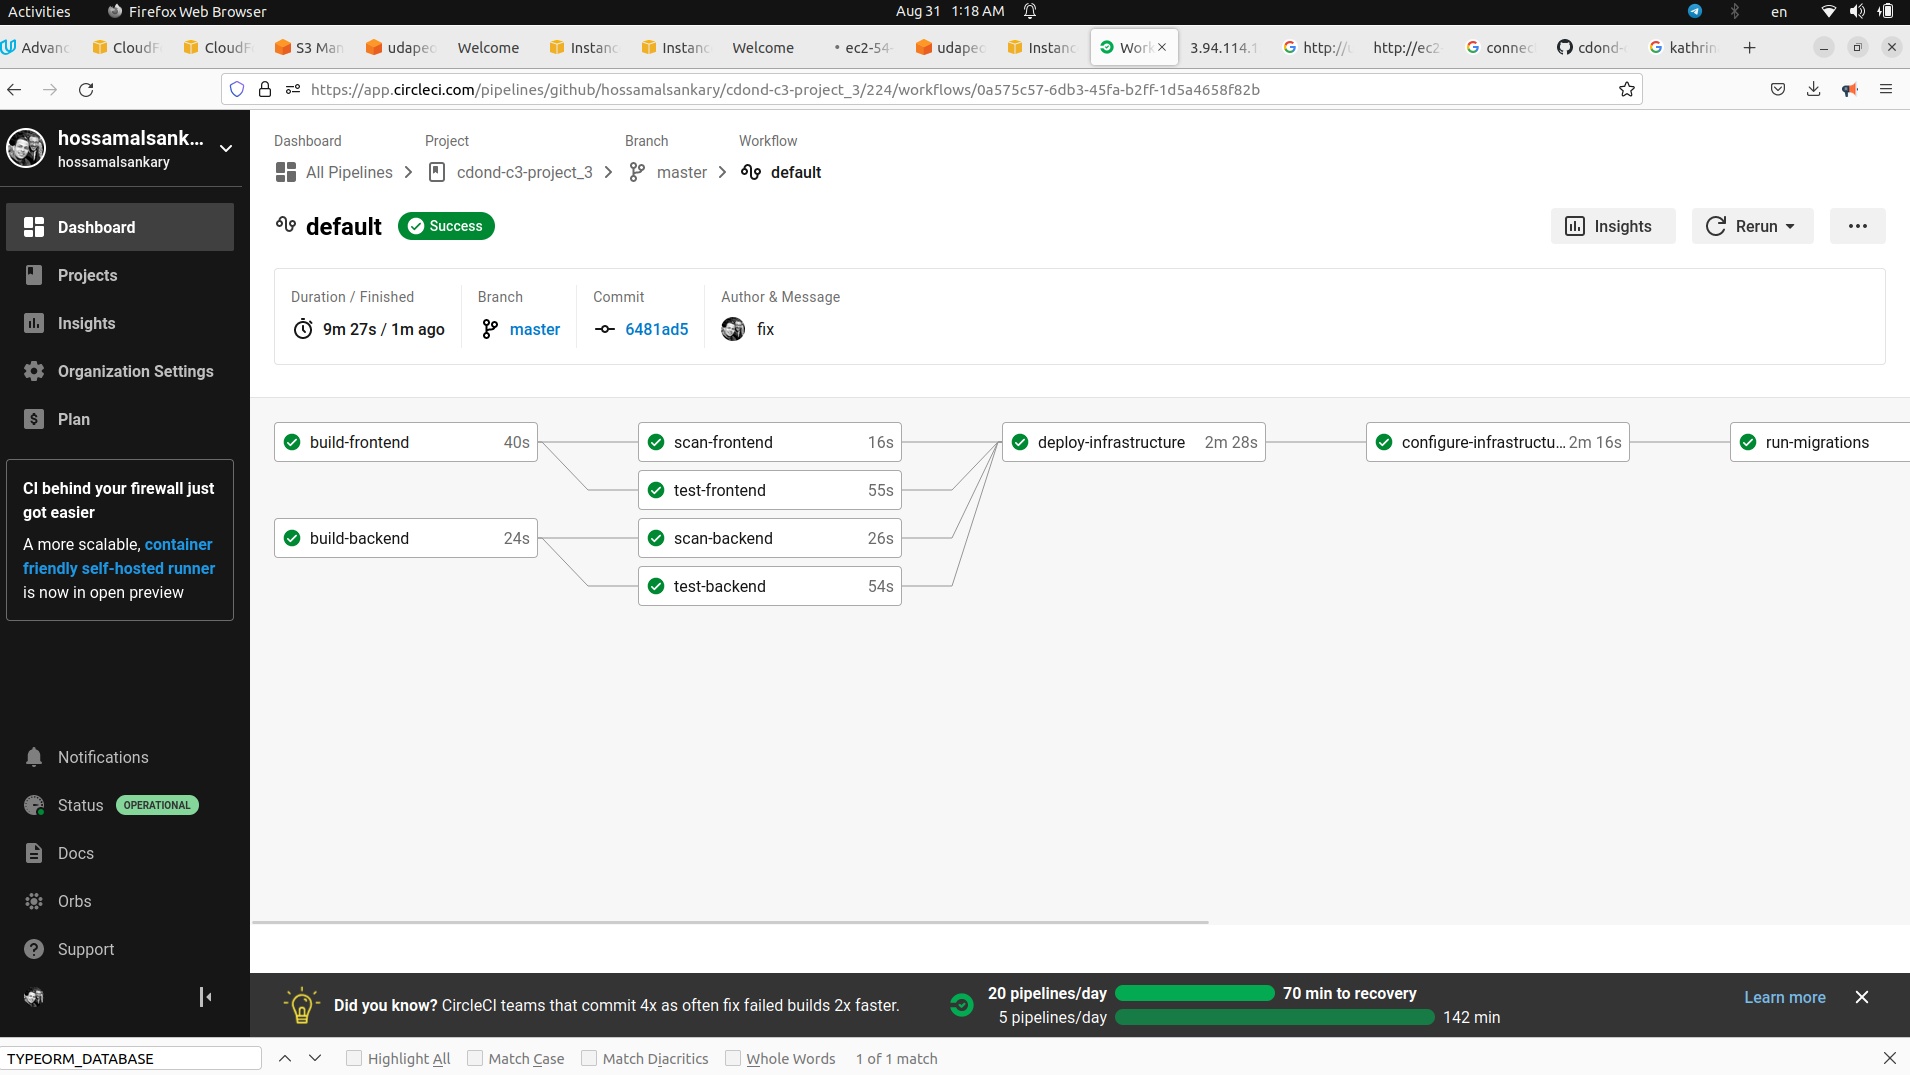 Activities Firefox Web Browser Aug 31 1:18 AM en
Advanc CloudF CloudF S3 Man udapeo Welcome Instanc Instanc Welcome • ec2-54- udapeo Instanc Work 3.94.114.1 http://u http://ec2- connec cdond- kathrin
https://app.circleci.com/pipelines/github/hossamalsankary/cdond-c3-project_3/224/workflows/0a575c57-6db3-45fa-b2ff-1d5a4658f82b
hossamalsank...
hossamalsankary
Dashboard
Projects
Insights
Organization Settings
Plan
CI behind your firewall just
got easier
A more scalable, container
friendly self-hosted runner
is now in open preview
Notifications
Status OPERATIONAL
Docs
Orbs
Support
Dashboard Project Branch Workflow
All Pipelines cdond-c3-project_3 master default
default Success Insights Rerun
Duration / Finished Branch Commit Author & Message
9m 27s / 1m ago master 6481ad5 fix
build-frontend 40s scan-frontend 16s deploy-infrastructure 2m 28s configure-infrastructu... 2m 16s run-migrations
test-frontend 55s
build-backend 24s scan-backend 26s
test-backend 54s
Did you know? CircleCI teams that commit 4x as often fix failed builds 2x faster.
20 pipelines/day 70 min to recovery
5 pipelines/day 142 min
Learn more
TYPEORM_DATABASE Highlight All Match Case Match Diacritics Whole Words 1 of 1 match